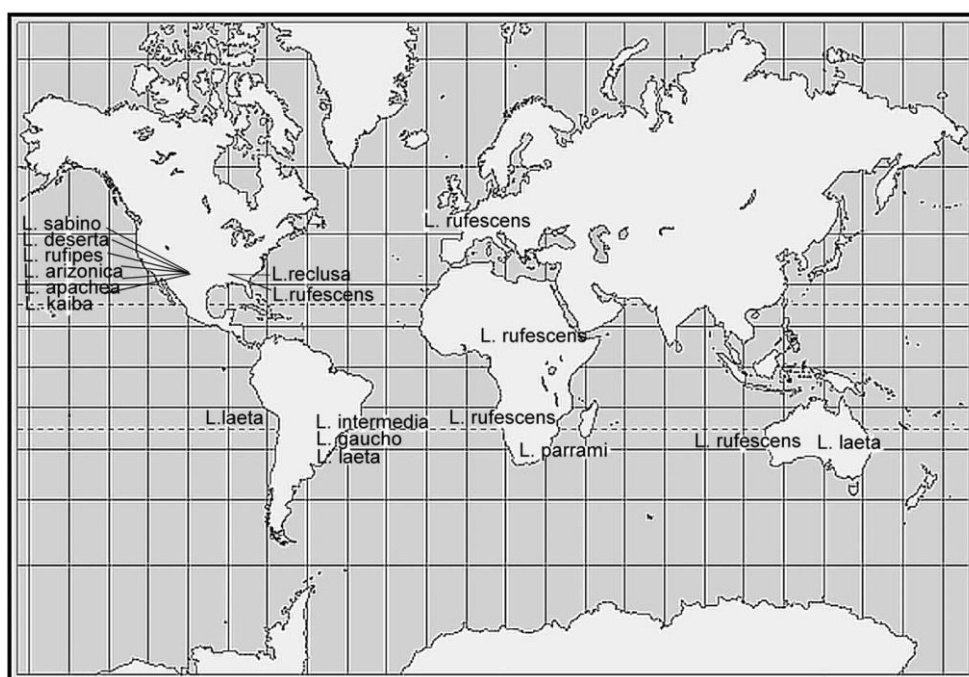 L. sabino
L. deserta
L. rufipes
L. arizonica
L. apachea
L. kaiba
L.reclusa
L.rufescens
L. rufescens
L. rufescens
L.laeta
L. intermedia
L. gaucho
L. laeta
L. rufescens
L. parrami
L. rufescens
L. laeta